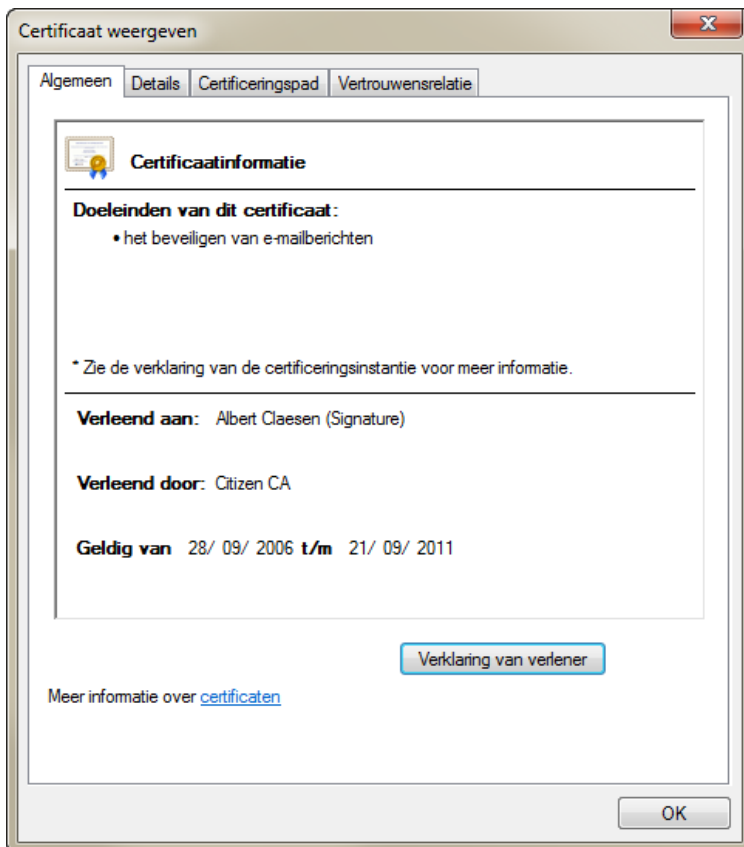 Certificaat weergeven
Algemeen Details Certificeringspad Vertrouwensrelatie
Certificaatinformatie
Doeleinden van dit certificaat:
• het beveiligen van e-mailberichten
* Zie de verklaring van de certificeringsinstantie voor meer informatie.
Verleend aan: Albert Claesen (Signature)
Verleend door: Citizen CA
Geldig van 28/ 09/ 2006 t/m 21/ 09/ 2011
Verklaring van verlener
Meer informatie over certificaten
OK